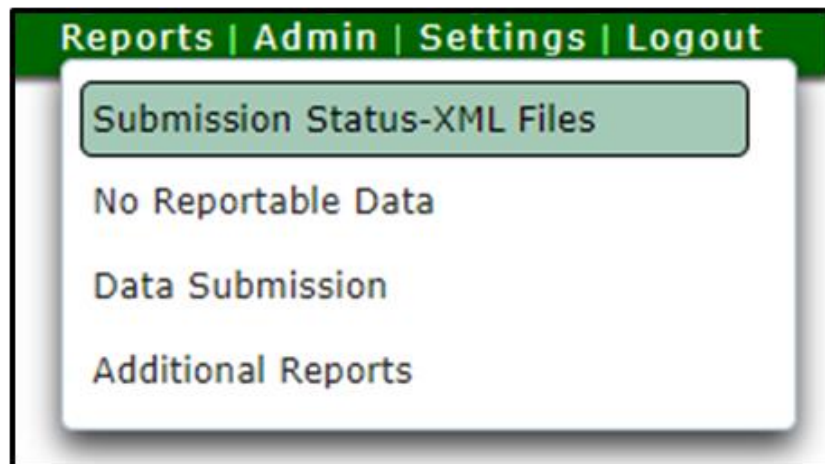 Reports | Admin | Settings | Logout
Submission Status-XML Files
No Reportable Data
Data Submission
Additional Reports